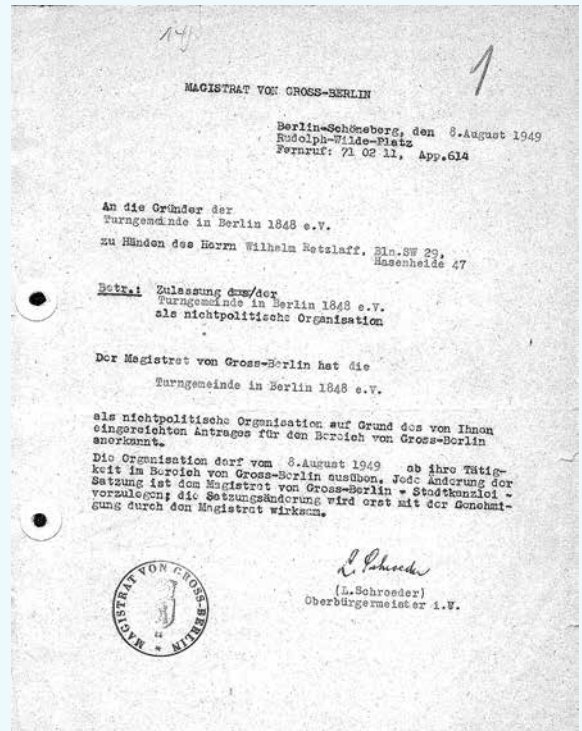 140
1
MAGISTRAT VON GROSS-BERLIN
Berlin-Schöneberg, den 8.August 1949
Rudolph-Wilde-Platz
Fernruf: 71 02 11, App.614
An die Gründer der
Turngemeinde in Berlin 1848 e.V.
zu Händen des Herrn Wilhelm Retzlaff, Bln.SW 29,
Hasenheide 47
Betr.: Zulassung des/der
Turngemeinde in Berlin 1848 e.V.
als nichtpolitische Organisation
Der Magistrat von Gross-Berlin hat die
Turngemeinde in Berlin 1848 e.V.
als nichtpolitische Organisation auf Grund des von Ihnen
eingereichten Antrages für den Bereich von Gross-Berlin
anerkannt.
Die Organisation darf vom 8.August 1949 ab ihre Tätig-
keit im Bereich von Gross-Berlin ausüben. Jede Änderung der
Satzung ist dem Magistrat von Gross-Berlin - Stadtkanzlei -
vorzulegen; die Satzungsänderung wird erst mit der Genehmi-
gung durch den Magistrat wirksam.
L. Schroeder
(L.Schroeder)
Oberbürgermeister i.V.
MAGISTRAT VON GROSS-BERLIN